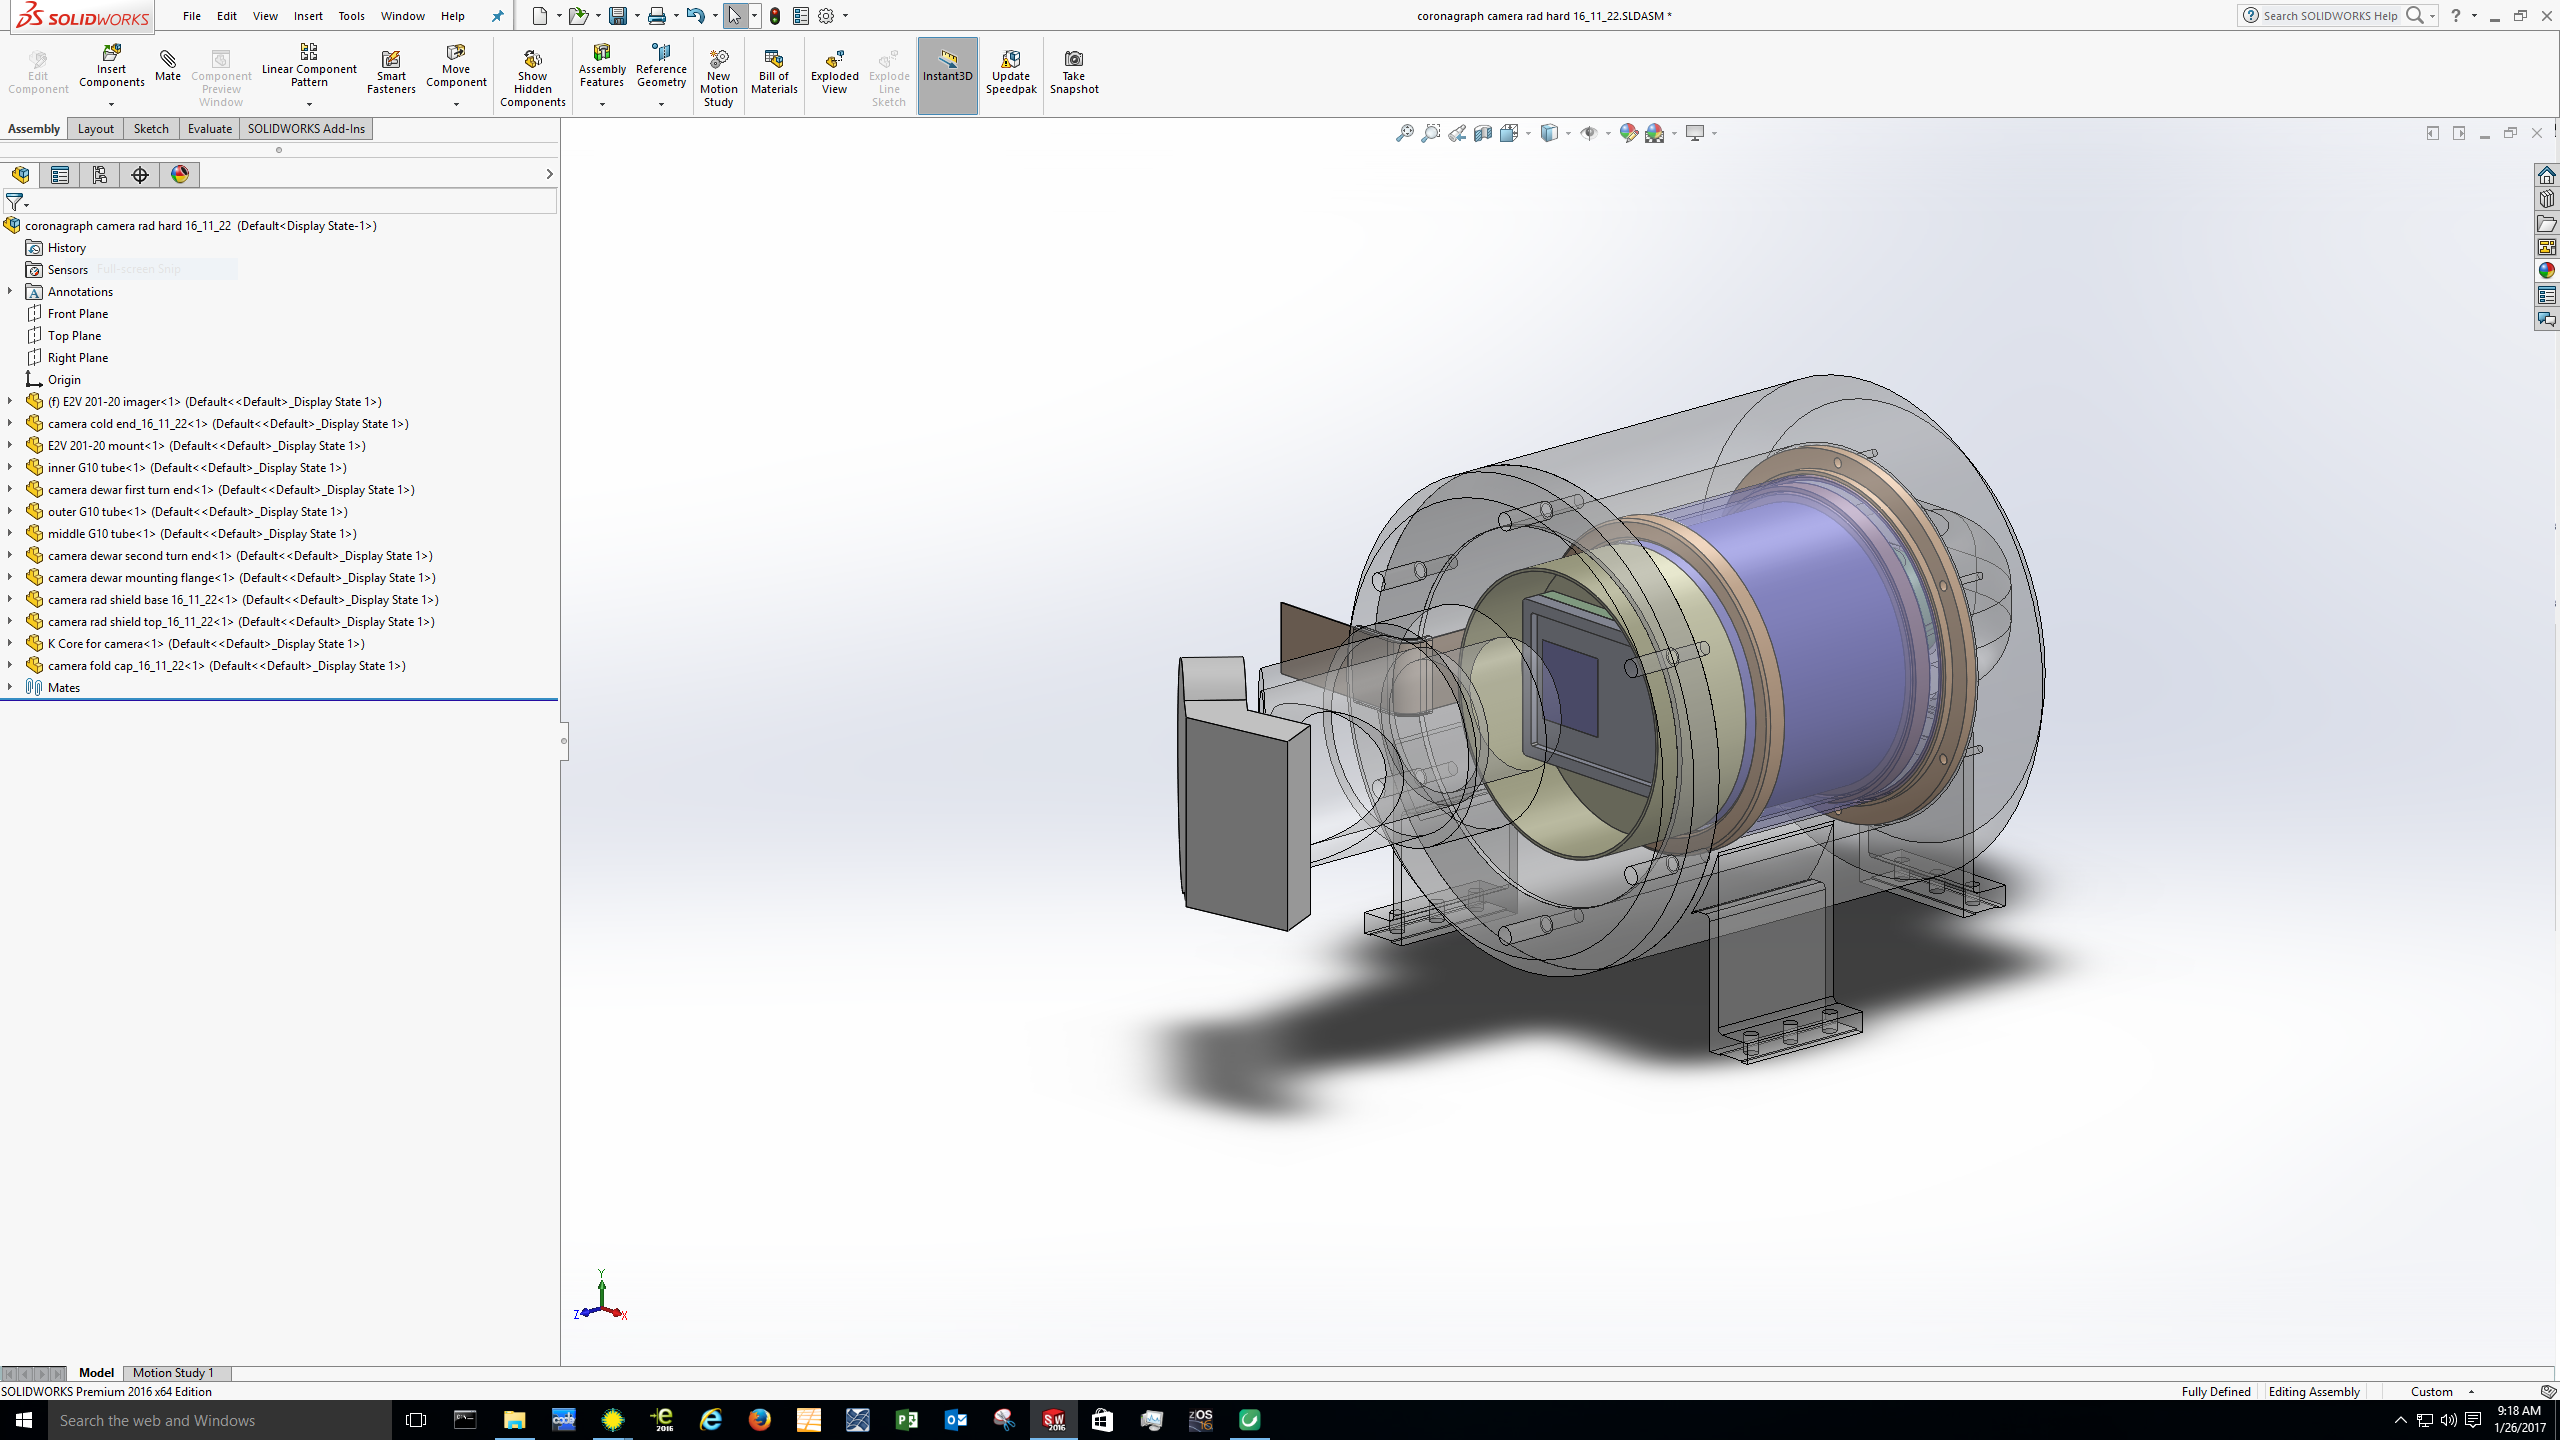 SOLIDWORKS
File Edit View Insert Tools Window Help
coronagraph camera rad hard 16_11_22.SLDASM *
Search SOLIDWORKS Help
Edit Component
Insert Components
Mate
Component Preview Window
Linear Component Pattern
Smart Fasteners
Move Component
Show Hidden Components
Assembly Features
Reference Geometry
New Motion Study
Bill of Materials
Exploded View
Explode Line Sketch
Instant3D
Update Speedpak
Take Snapshot
Assembly Layout Sketch Evaluate SOLIDWORKS Add-Ins
coronagraph camera rad hard 16_11_22 (Default<Display State-1>)
History
Sensors
Full-screen Snip
Annotations
Front Plane
Top Plane
Right Plane
Origin
(f) E2V 201-20 imager<1> (Default<<Default>_Display State 1>)
camera cold end_16_11_22<1> (Default<<Default>_Display State 1>)
E2V 201-20 mount<1> (Default<<Default>_Display State 1>)
inner G10 tube<1> (Default<<Default>_Display State 1>)
camera dewar first turn end<1> (Default<<Default>_Display State 1>)
outer G10 tube<1> (Default<<Default>_Display State 1>)
middle G10 tube<1> (Default<<Default>_Display State 1>)
camera dewar second turn end<1> (Default<<Default>_Display State 1>)
camera dewar mounting flange<1> (Default<<Default>_Display State 1>)
camera rad shield base 16_11_22<1> (Default<<Default>_Display State 1>)
camera rad shield top_16_11_22<1> (Default<<Default>_Display State 1>)
K Core for camera<1> (Default<<Default>_Display State 1>)
camera fold cap_16_11_22<1> (Default<<Default>_Display State 1>)
Mates
Y
Z X
Model Motion Study 1
SOLIDWORKS Premium 2016 x64 Edition
Fully Defined Editing Assembly Custom
Search the web and Windows
9:18 AM
1/26/2017